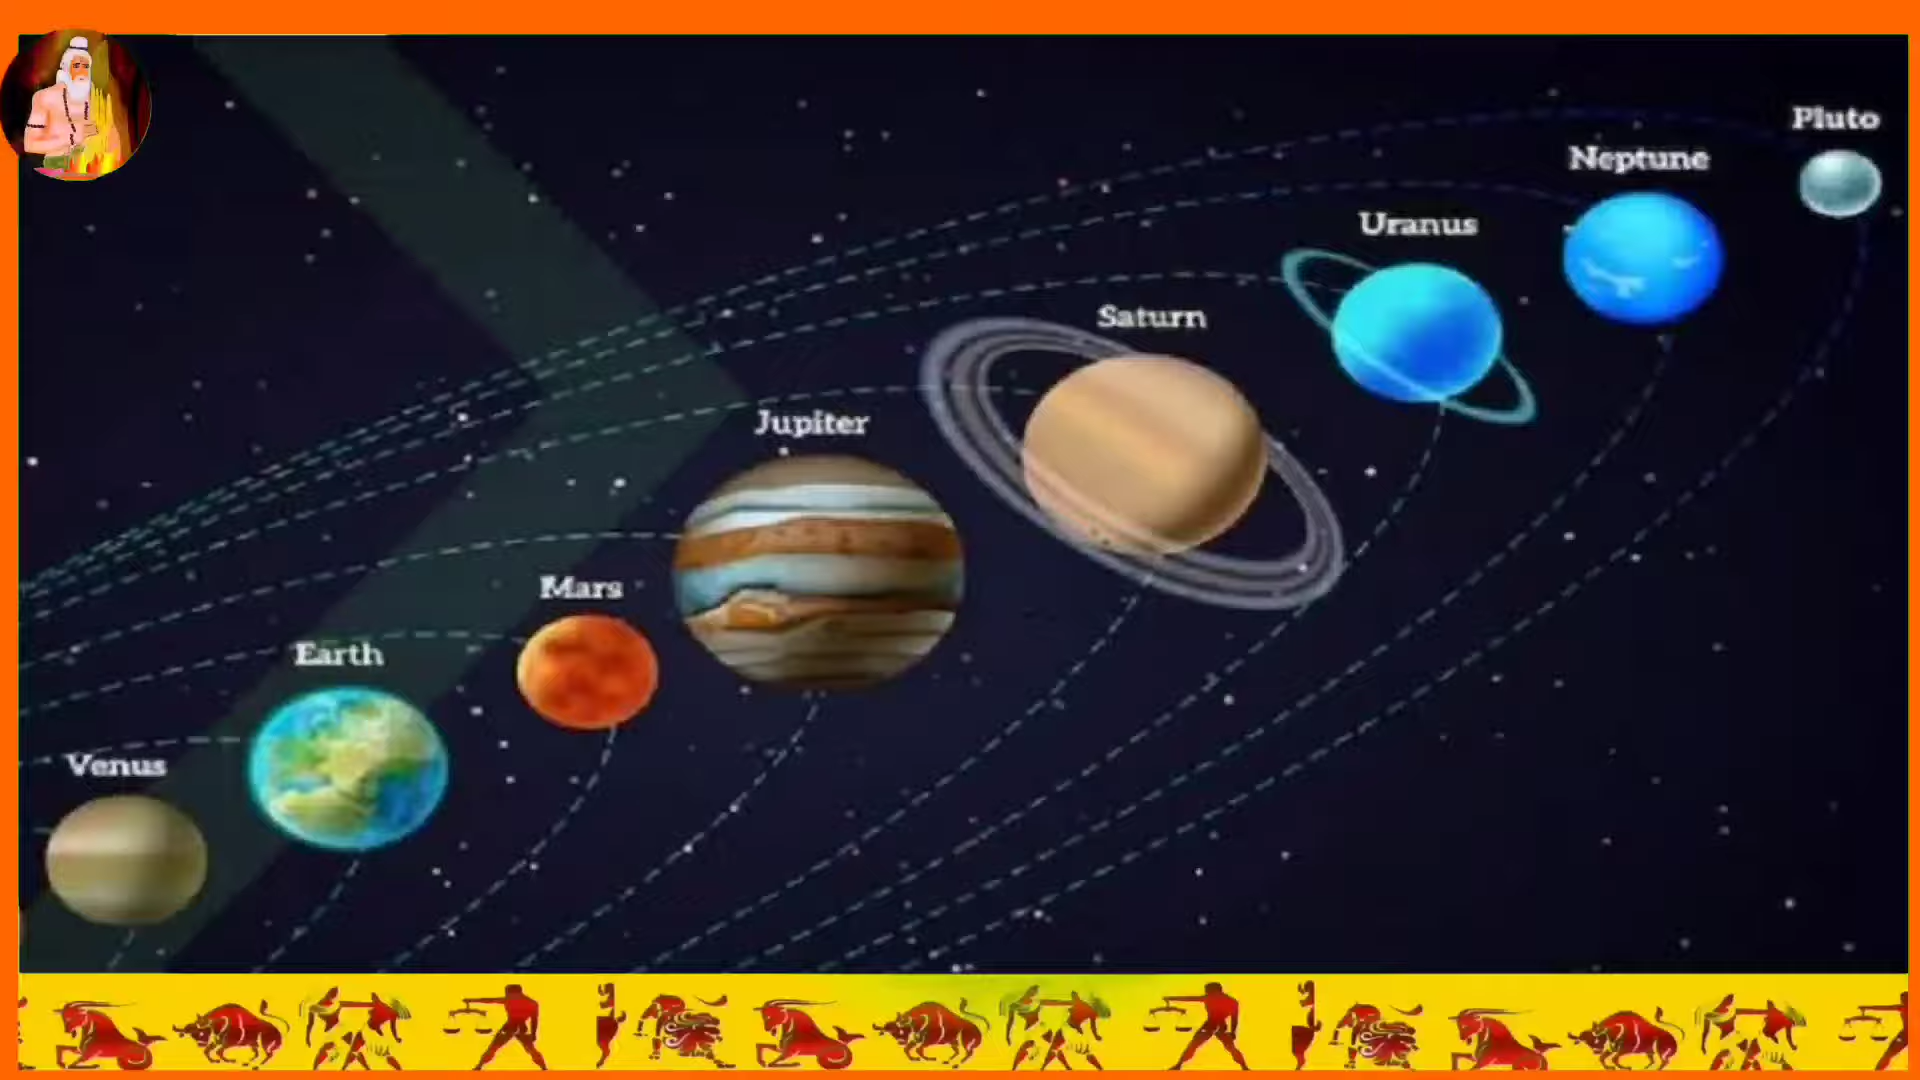 Pluto
Neptune
Uranus
Saturn
Jupiter
Mars
Earth
Venus